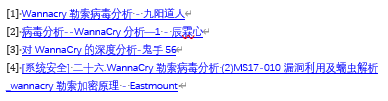 [1] Wannacry 勒索病毒分析 - 九阳道人
[2] 病毒分析 - WannaCry 分析—1 - 辰霖心
[3] 对 WannaCry 的深度分析 - 鬼手 56
[4] [系统安全] 二十六.WannaCry 勒索病毒分析 (2)MS17-010 漏洞利用及蠕虫解析
_wannacry 勒索加密原理 - Eastmount